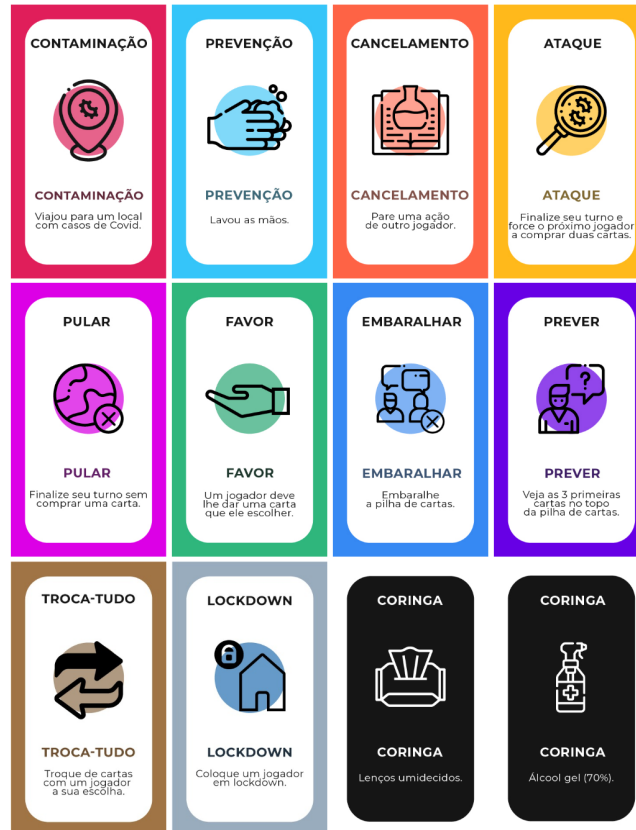 CONTAMINAÇÃO
CONTAMINAÇÃO
Viajou para um local
com casos de Covid.
PREVENÇÃO
PREVENÇÃO
Lavou as mãos.
CANCELAMENTO
CANCELAMENTO
Pare uma ação
de outro jogador.
ATAQUE
ATAQUE
Finalize seu turno e
force o próximo jogador
a comprar duas cartas.
PULAR
PULAR
Finalize seu turno sem
comprar uma carta.
FAVOR
FAVOR
Um jogador deve
lhe dar uma carta
que ele escolher.
EMBARALHAR
EMBARALHAR
Embaralhe
a pilha de cartas.
PREVER
?
PREVER
Veja as 3 primeiras
cartas no topo
da pilha de cartas.
TROCA-TUDO
TROCA-TUDO
Troque de cartas
com um jogador
a sua escolha.
LOCKDOWN
LOCKDOWN
Coloque um jogador
em lockdown.
CORINGA
CORINGA
Lenços umidecidos.
CORINGA
CORINGA
Álcool gel (70%).